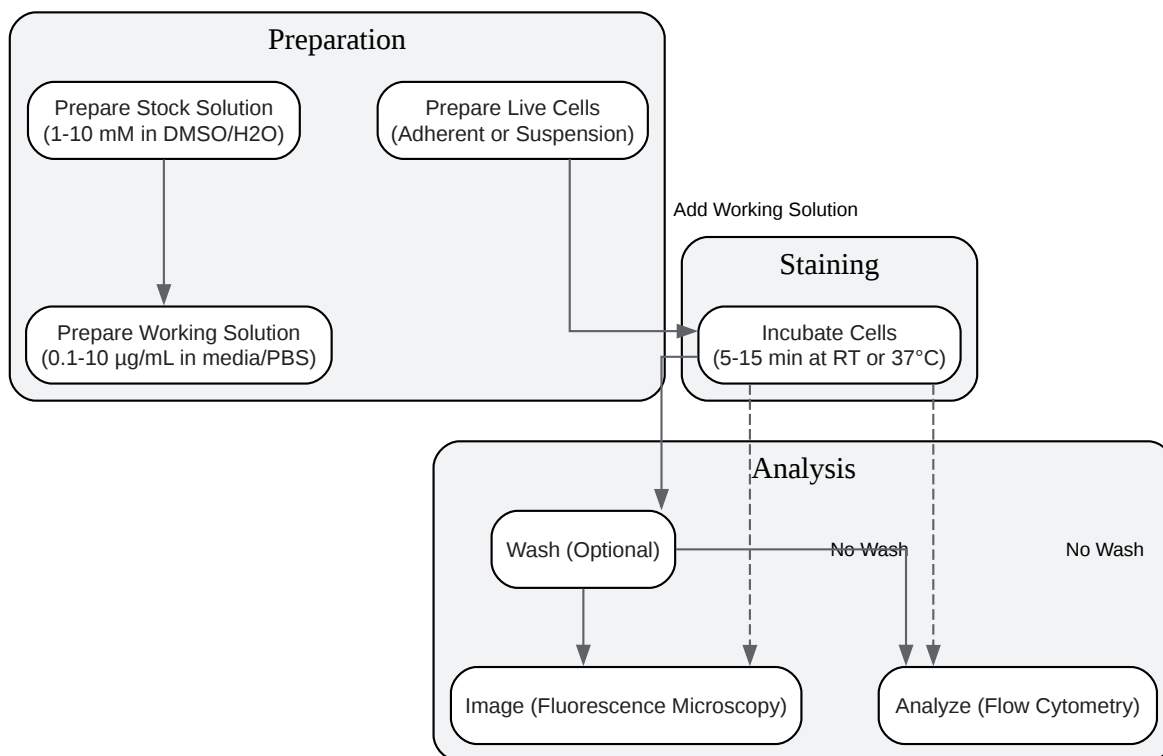 Preparation
Prepare Stock Solution
(1-10 mM in DMSO/H2O)
Prepare Live Cells
(Adherent or Suspension)
Add Working Solution
Staining
Prepare Working Solution
(0.1-10 µg/mL in media/PBS)
Incubate Cells
(5-15 min at RT or 37°C)
Analysis
Wash (Optional)
No Wash
No Wash
Image (Fluorescence Microscopy)
Analyze (Flow Cytometry)